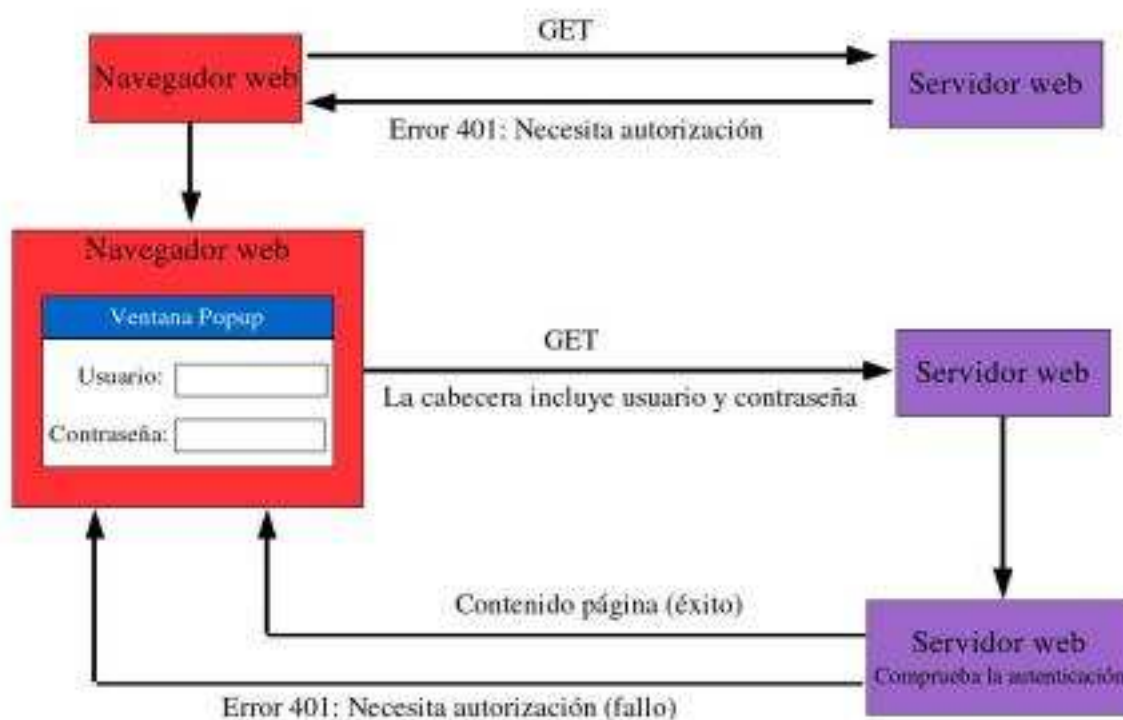 GET
Navegador web
Servidor web
Error 401: Necesita autorización
Navegador web
Ventana Popup
Usuario:
Contraseña:
GET
La cabecera incluye usuario y contraseña
Servidor web
Contenido página (éxito)
Servidor web
Comprueba la autenticación
Error 401: Necesita autorización (fallo)